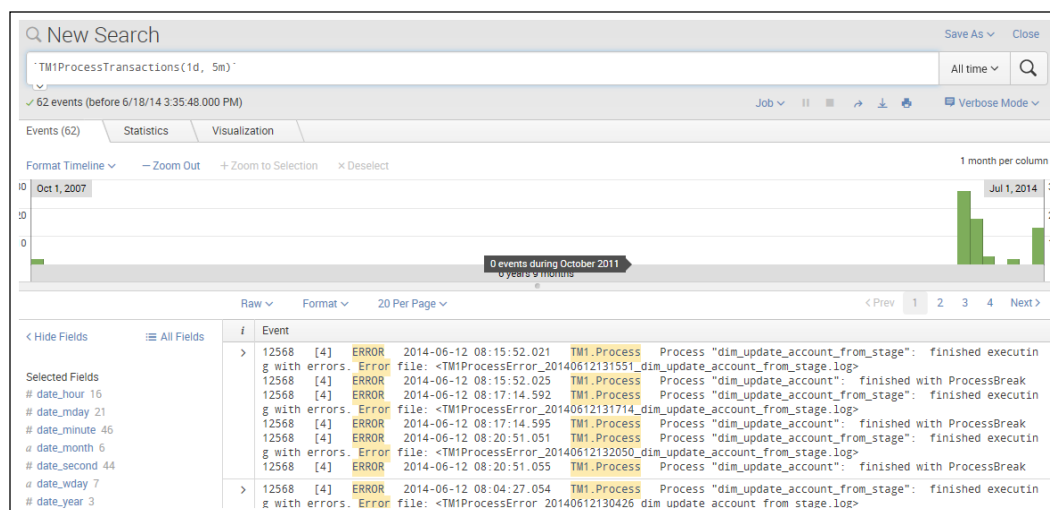 New Search
Save As
Close
`TM1ProcessTransactions(1d, 5m)`
All time
62 events (before 6/18/14 3:35:48.000 PM)
Job
Verbose Mode
Events (62)
Statistics
Visualization
Format Timeline
— Zoom Out
+ Zoom to Selection
× Deselect
1 month per column
Oct 1, 2007
Jul 1, 2014
20
0 events during October 2011
Raw
Format
20 Per Page
< Prev 1 2 3 4 Next >
< Hide Fields
All Fields
i Event
Selected Fields
# date_hour 16
# date_mday 21
# date_minute 46
a date_month 6
# date_second 44
a date_wday 7
# date_year 3
> 12568 [4] ERROR 2014-06-12 08:15:52.021 TM1.Process Process "dim_update_account_from_stage": finished executin
g with errors. Error file: <TM1ProcessError_20140612131551_dim_update_account_from_stage.log>
12568 [4] ERROR 2014-06-12 08:15:52.025 TM1.Process Process "dim_update_account": finished with ProcessBreak
12568 [4] ERROR 2014-06-12 08:17:14.592 TM1.Process Process "dim_update_account_from_stage": finished executin
g with errors. Error file: <TM1ProcessError_20140612131714_dim_update_account_from_stage.log>
12568 [4] ERROR 2014-06-12 08:17:14.595 TM1.Process Process "dim_update_account": finished with ProcessBreak
12568 [4] ERROR 2014-06-12 08:20:51.051 TM1.Process Process "dim_update_account_from_stage": finished executin
g with errors. Error file: <TM1ProcessError_20140612132050_dim_update_account_from_stage.log>
12568 [4] ERROR 2014-06-12 08:20:51.055 TM1.Process Process "dim_update_account": finished with ProcessBreak
> 12568 [4] ERROR 2014-06-12 08:04:27.054 TM1.Process Process "dim_update_account_from_stage": finished executin
g with errors. Error file: <TM1ProcessError_20140612130426_dim_update_account_from_stage.log>